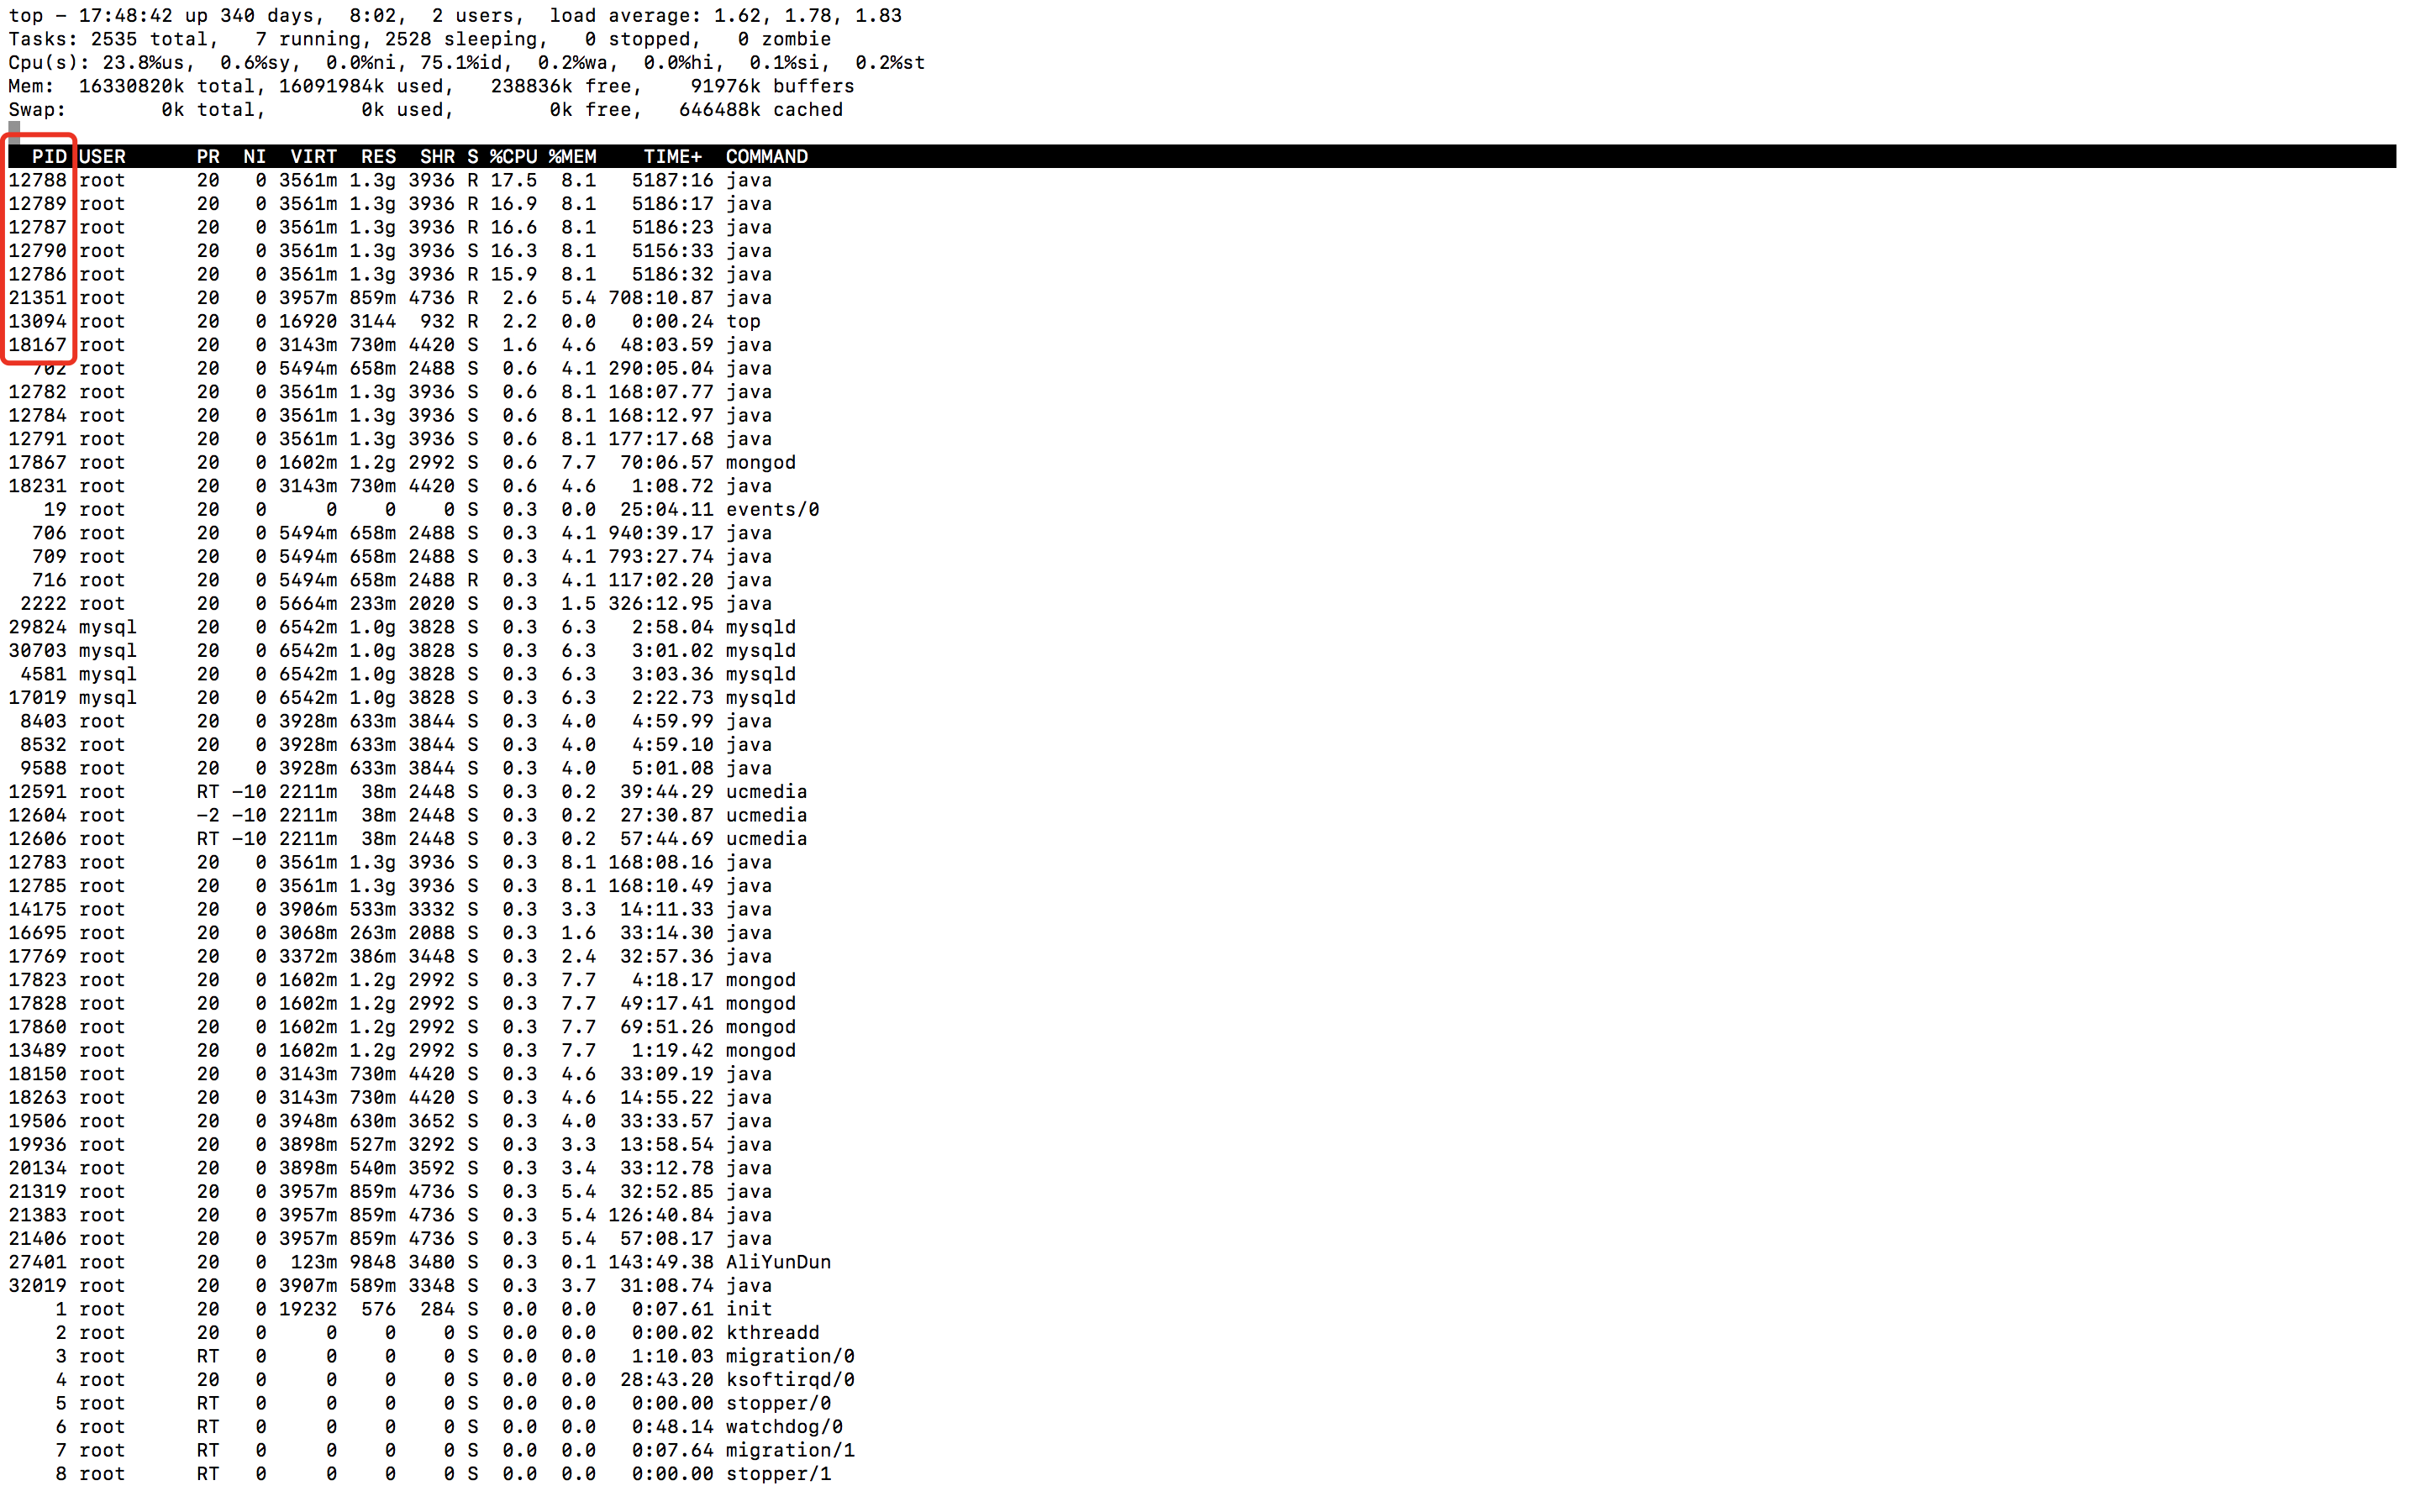 top - 17:48:42 up 340 days,  8:02,  2 users,  load average: 1.62, 1.78, 1.83
Tasks: 2535 total,   7 running, 2528 sleeping,   0 stopped,   0 zombie
Cpu(s): 23.8%us,  0.6%sy,  0.0%ni, 75.1%id,  0.2%wa,  0.0%hi,  0.1%si,  0.2%st
Mem:  16330820k total, 16091984k used,   238836k free,    91976k buffers
Swap:        0k total,        0k used,        0k free,   646488k cached
  PID USER      PR  NI  VIRT  RES  SHR S %CPU %MEM    TIME+  COMMAND
12788 root      20   0 3561m 1.3g 3936 R 17.5  8.1   5187:16 java
12789 root      20   0 3561m 1.3g 3936 R 16.9  8.1   5186:17 java
12787 root      20   0 3561m 1.3g 3936 R 16.6  8.1   5186:23 java
12790 root      20   0 3561m 1.3g 3936 S 16.3  8.1   5156:33 java
12786 root      20   0 3561m 1.3g 3936 R 15.9  8.1   5186:32 java
21351 root      20   0 3957m 859m 4736 R  2.6  5.4 708:10.87 java
13094 root      20   0 16920 3144  932 R  2.2  0.0   0:00.24 top
18167 root      20   0 3143m 730m 4420 S  1.6  4.6  48:03.59 java
  702 root      20   0 5494m 658m 2488 S  0.6  4.1 290:05.04 java
12782 root      20   0 3561m 1.3g 3936 S  0.6  8.1 168:07.77 java
12784 root      20   0 3561m 1.3g 3936 S  0.6  8.1 168:12.97 java
12791 root      20   0 3561m 1.3g 3936 S  0.6  8.1 177:17.68 java
17867 root      20   0 1602m 1.2g 2992 S  0.6  7.7  70:06.57 mongod
18231 root      20   0 3143m 730m 4420 S  0.6  4.6   1:08.72 java
   19 root      20   0     0    0    0 S  0.3  0.0  25:04.11 events/0
  706 root      20   0 5494m 658m 2488 S  0.3  4.1 940:39.17 java
  709 root      20   0 5494m 658m 2488 S  0.3  4.1 793:27.74 java
  716 root      20   0 5494m 658m 2488 R  0.3  4.1 117:02.20 java
 2222 root      20   0 5664m 233m 2020 S  0.3  1.5 326:12.95 java
29824 mysql     20   0 6542m 1.0g 3828 S  0.3  6.3   2:58.04 mysqld
30703 mysql     20   0 6542m 1.0g 3828 S  0.3  6.3   3:01.02 mysqld
 4581 mysql     20   0 6542m 1.0g 3828 S  0.3  6.3   3:03.36 mysqld
17019 mysql     20   0 6542m 1.0g 3828 S  0.3  6.3   2:22.73 mysqld
 8403 root      20   0 3928m 633m 3844 S  0.3  4.0   4:59.99 java
 8532 root      20   0 3928m 633m 3844 S  0.3  4.0   4:59.10 java
 9588 root      20   0 3928m 633m 3844 S  0.3  4.0   5:01.08 java
12591 root      RT -10 2211m  38m 2448 S  0.3  0.2  39:44.29 ucmedia
12604 root      -2 -10 2211m  38m 2448 S  0.3  0.2  27:30.87 ucmedia
12606 root      RT -10 2211m  38m 2448 S  0.3  0.2  57:44.69 ucmedia
12783 root      20   0 3561m 1.3g 3936 S  0.3  8.1 168:08.16 java
12785 root      20   0 3561m 1.3g 3936 S  0.3  8.1 168:10.49 java
14175 root      20   0 3906m 533m 3332 S  0.3  3.3  14:11.33 java
16695 root      20   0 3068m 263m 2088 S  0.3  1.6  33:14.30 java
17769 root      20   0 3372m 386m 3448 S  0.3  2.4  32:57.36 java
17823 root      20   0 1602m 1.2g 2992 S  0.3  7.7   4:18.17 mongod
17828 root      20   0 1602m 1.2g 2992 S  0.3  7.7  49:17.41 mongod
17860 root      20   0 1602m 1.2g 2992 S  0.3  7.7  69:51.26 mongod
13489 root      20   0 1602m 1.2g 2992 S  0.3  7.7   1:19.42 mongod
18150 root      20   0 3143m 730m 4420 S  0.3  4.6  33:09.19 java
18263 root      20   0 3143m 730m 4420 S  0.3  4.6  14:55.22 java
19506 root      20   0 3948m 630m 3652 S  0.3  4.0  33:33.57 java
19936 root      20   0 3898m 527m 3292 S  0.3  3.3  13:58.54 java
20134 root      20   0 3898m 540m 3592 S  0.3  3.4  33:12.78 java
21319 root      20   0 3957m 859m 4736 S  0.3  5.4  32:52.85 java
21383 root      20   0 3957m 859m 4736 S  0.3  5.4 126:40.84 java
21406 root      20   0 3957m 859m 4736 S  0.3  5.4  57:08.17 java
27401 root      20   0  123m 9848 3480 S  0.3  0.1 143:49.38 AliYunDun
32019 root      20   0 3907m 589m 3348 S  0.3  3.7  31:08.74 java
    1 root      20   0 19232  576  284 S  0.0  0.0   0:07.61 init
    2 root      20   0     0    0    0 S  0.0  0.0   0:00.02 kthreadd
    3 root      RT   0     0    0    0 S  0.0  0.0   1:10.03 migration/0
    4 root      20   0     0    0    0 S  0.0  0.0  28:43.20 ksoftirqd/0
    5 root      RT   0     0    0    0 S  0.0  0.0   0:00.00 stopper/0
    6 root      RT   0     0    0    0 S  0.0  0.0   0:48.14 watchdog/0
    7 root      RT   0     0    0    0 S  0.0  0.0   0:07.64 migration/1
    8 root      RT   0     0    0    0 S  0.0  0.0   0:00.00 stopper/1